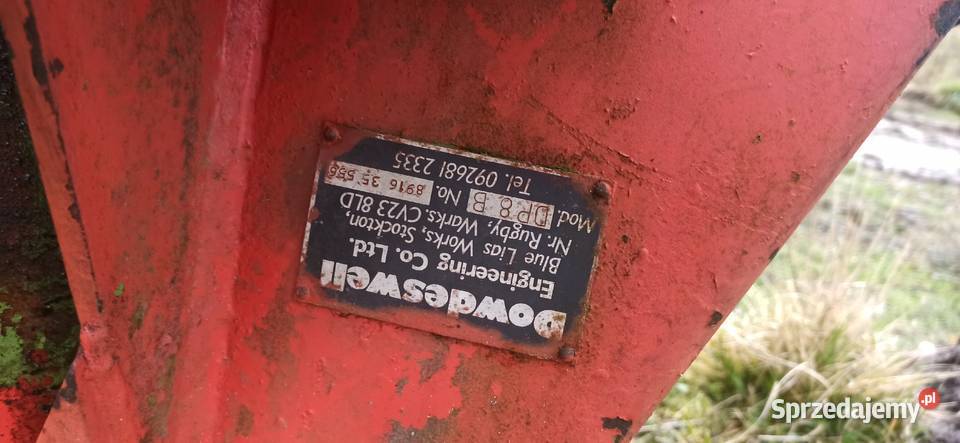 Dowdeswell
Engineering Co. Ltd.
Blue Lias Works, Stockton,
Nr. Rugby, Warks. CV23 8LD
Mod. DP8 B No. 8916 35 556
Tel. 092681 2335
Sprzedajemy.pl